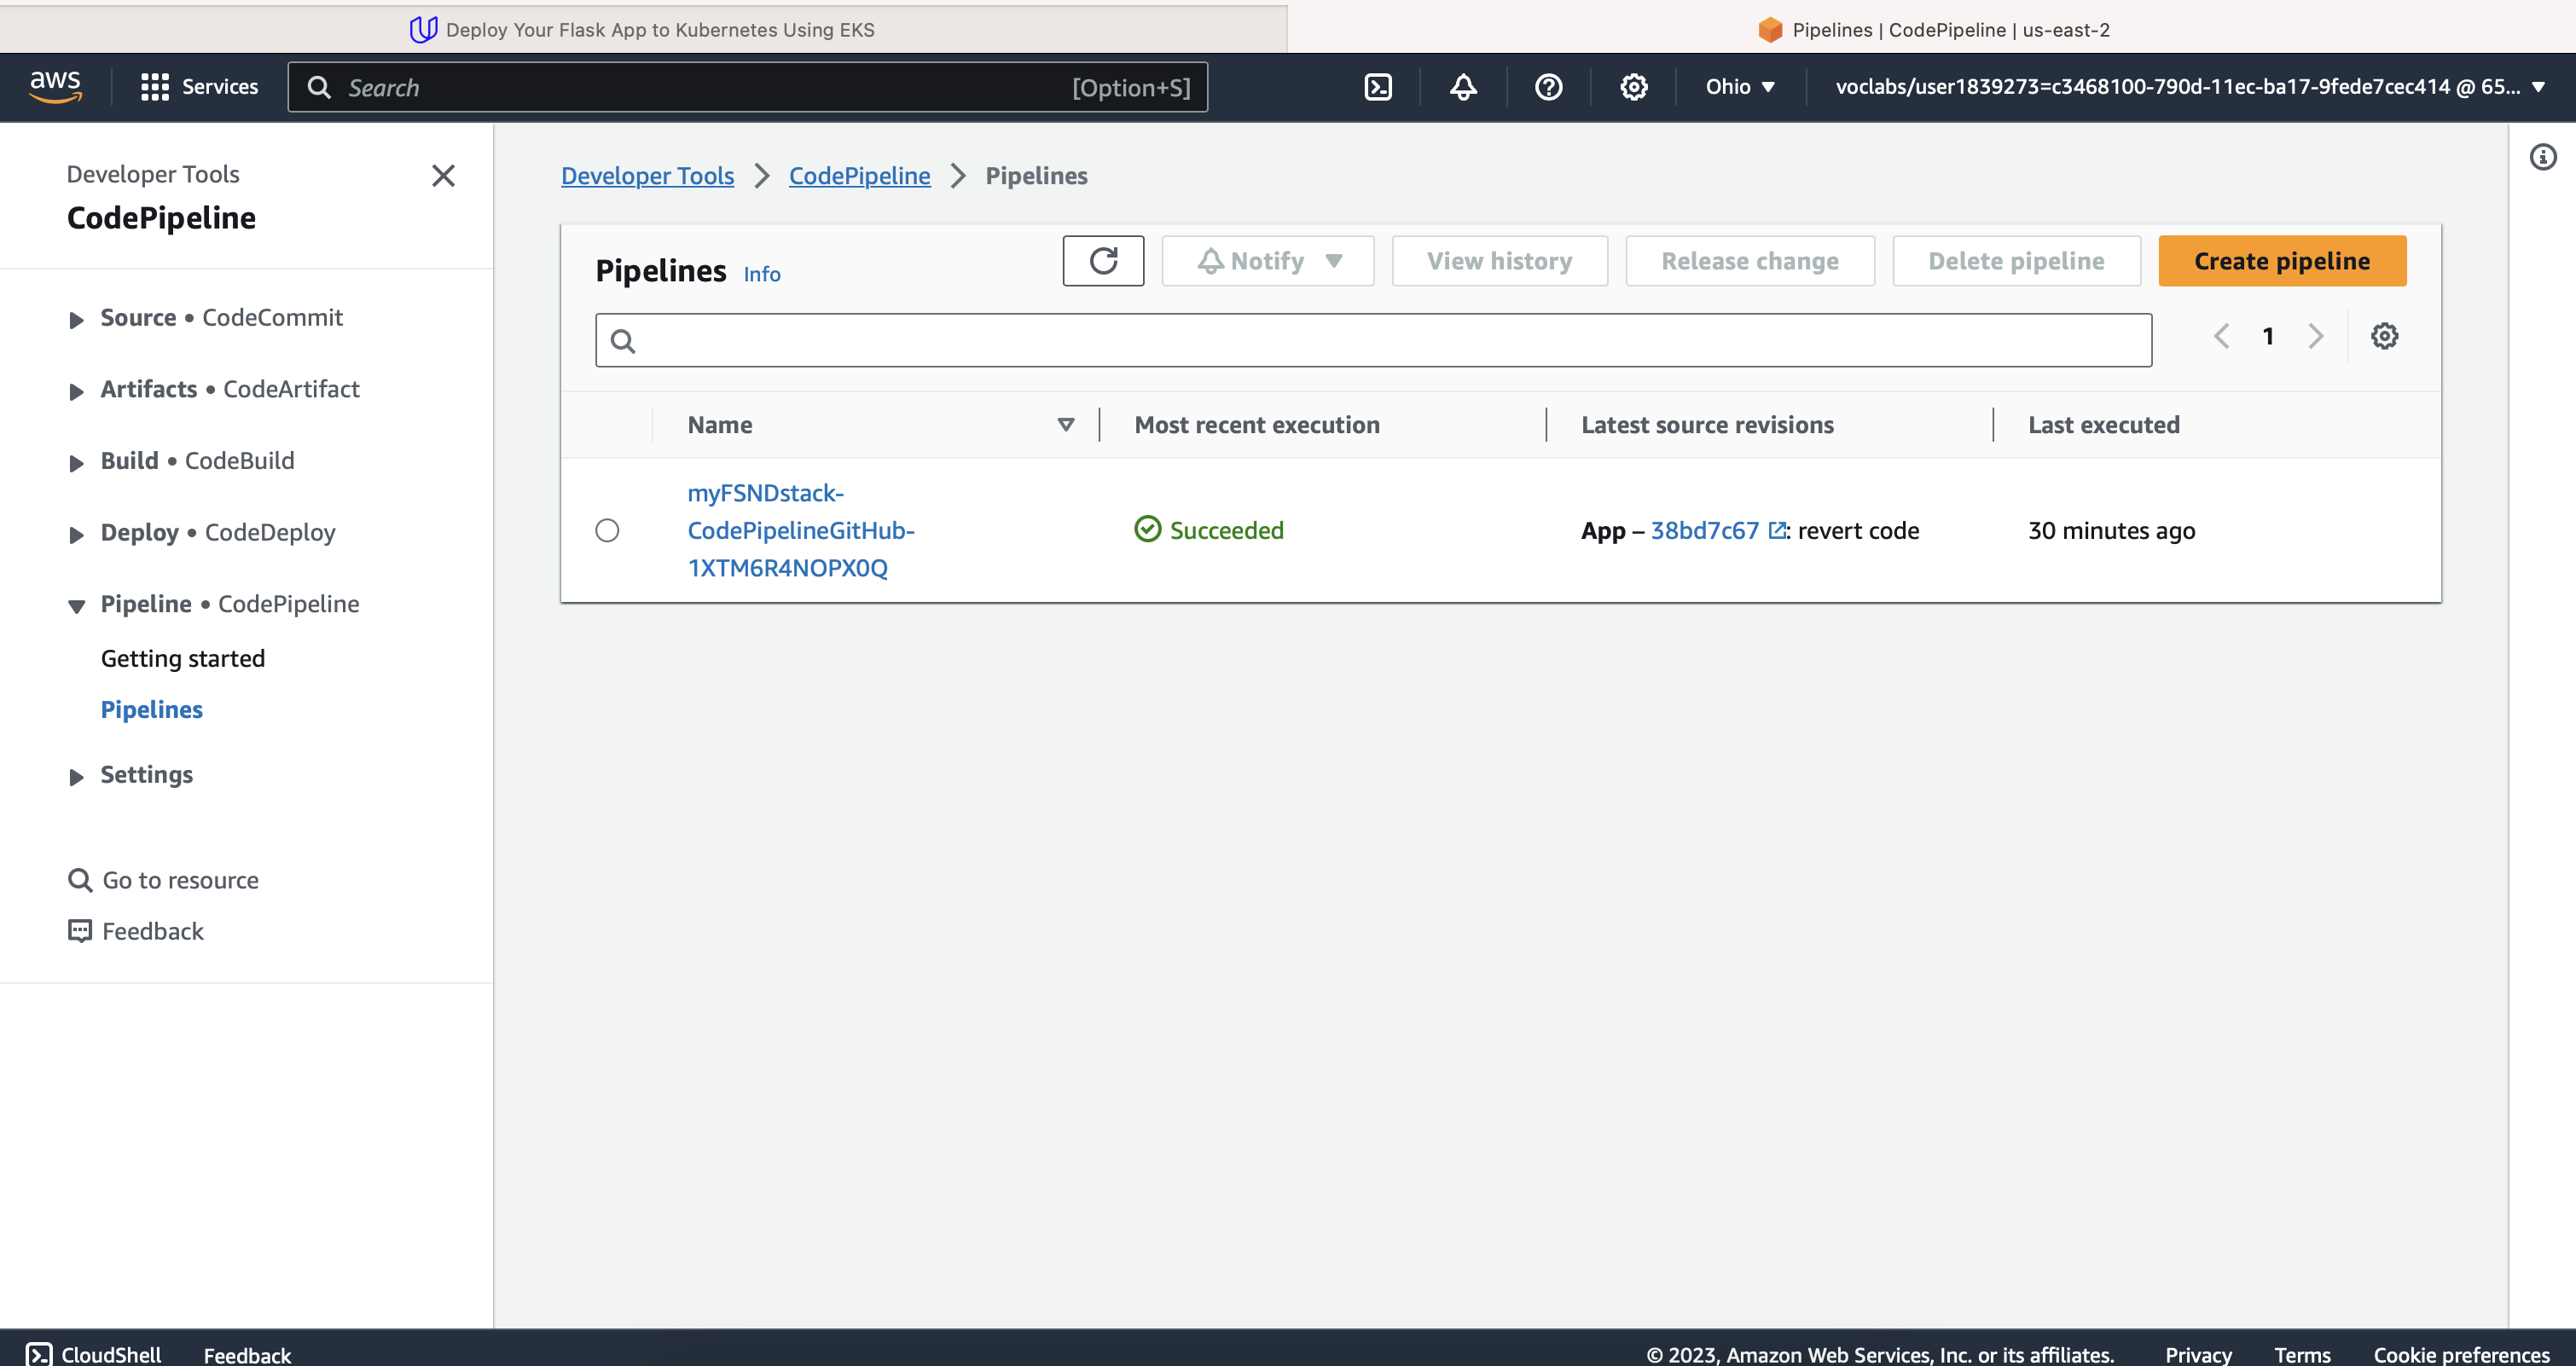 Deploy Your Flask App to Kubernetes Using EKS
Pipelines | CodePipeline | us-east-2
aws
Services
Search
[Option+S]
Ohio
voclabs/user1839273=c3468100-790d-11ec-ba17-9fede7cec414 @ 65...
Developer Tools
CodePipeline
Source • CodeCommit
Artifacts • CodeArtifact
Build • CodeBuild
Deploy • CodeDeploy
Pipeline • CodePipeline
Getting started
Pipelines
Settings
Go to resource
Feedback
Developer Tools
CodePipeline
Pipelines
Pipelines Info
Notify
View history
Release change
Delete pipeline
Create pipeline
1
Name
Most recent execution
Latest source revisions
Last executed
myFSNDstack-
CodePipelineGitHub-
1XTM6R4NOPX0Q
Succeeded
App – 38bd7c67 : revert code
30 minutes ago
CloudShell
Feedback
© 2023, Amazon Web Services, Inc. or its affiliates.
Privacy
Terms
Cookie preferences